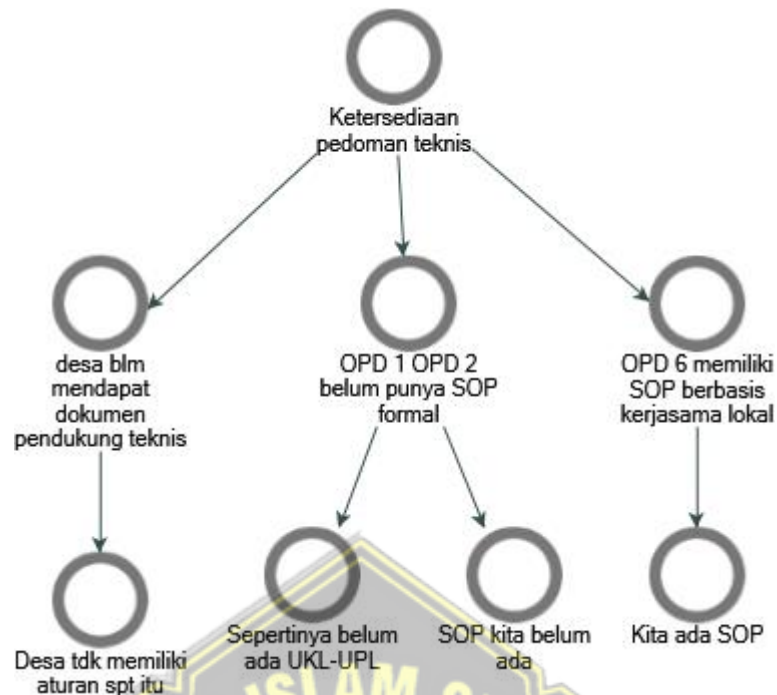 Ketersediaan
pedoman teknis
desa blm
mendapat
dokumen
pendukung teknis
OPD 1 OPD 2
belum punya SOP
formal
OPD 6 memiliki
SOP berbasis
kerjasama lokal
Desa tdk memiliki
aturan spt itu
Sepertinya belum
ada UKL-UPL
SOP kita belum
ada
Kita ada SOP
ISLAM